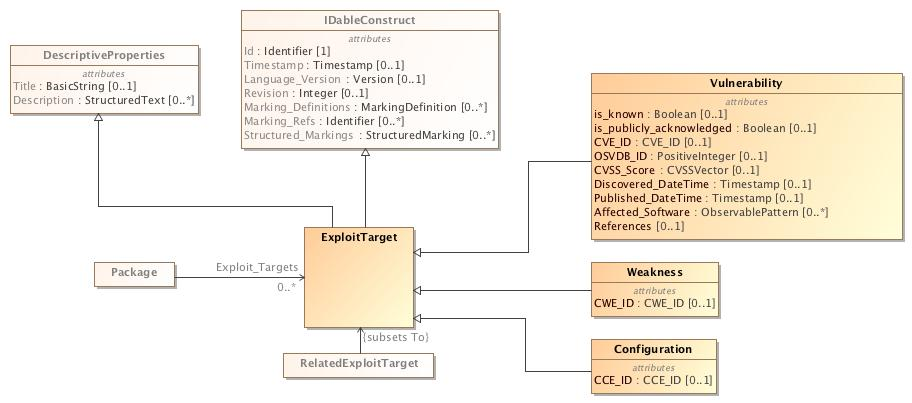 IDableConstruct
attributes
Id : Identifier [1]
Timestamp : Timestamp [0..1]
Language_Version : Version [0..1]
Revision : Integer [0..1]
Marking_Definitions : MarkingDefinition [0..*]
Marking_Refs : Identifier [0..*]
Structured_Markings : StructuredMarking [0..*]
DescriptiveProperties
attributes
Title : BasicString [0..1]
Description : StructuredText [0..*]
Vulnerability
attributes
is_known : Boolean [0..1]
is_publicly_acknowledged : Boolean [0..1]
CVE_ID : CVE_ID [0..1]
OSVDB_ID : PositiveInteger [0..1]
CVSS_Score : CVSSVector [0..1]
Discovered_DateTime : Timestamp [0..1]
Published_DateTime : Timestamp [0..1]
Affected_Software : ObservablePattern [0..*]
References [0..1]
ExploitTarget
Package
Exploit_Targets
0..*
Weakness
attributes
CWE_ID : CWE_ID [0..1]
{subsets To}
RelatedExploitTarget
Configuration
attributes
CCE_ID : CCE_ID [0..1]